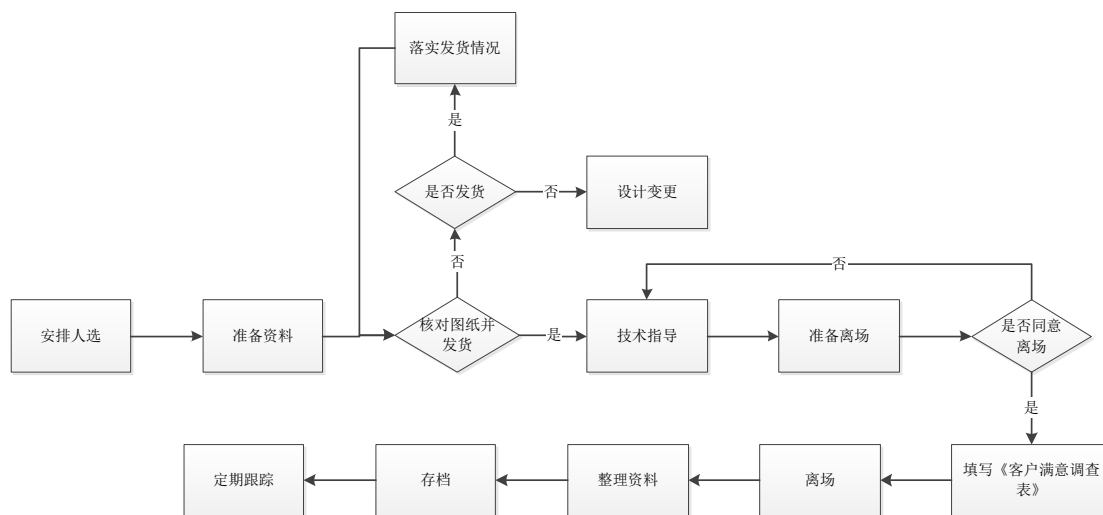 落实发货情况
是
是否发货
否
设计变更
否
否
安排人选
准备资料
核对图纸并
发货
是
技术指导
准备离场
是否同意
离场
是
定期跟踪
存档
整理资料
离场
填写《客户满意调查
表》